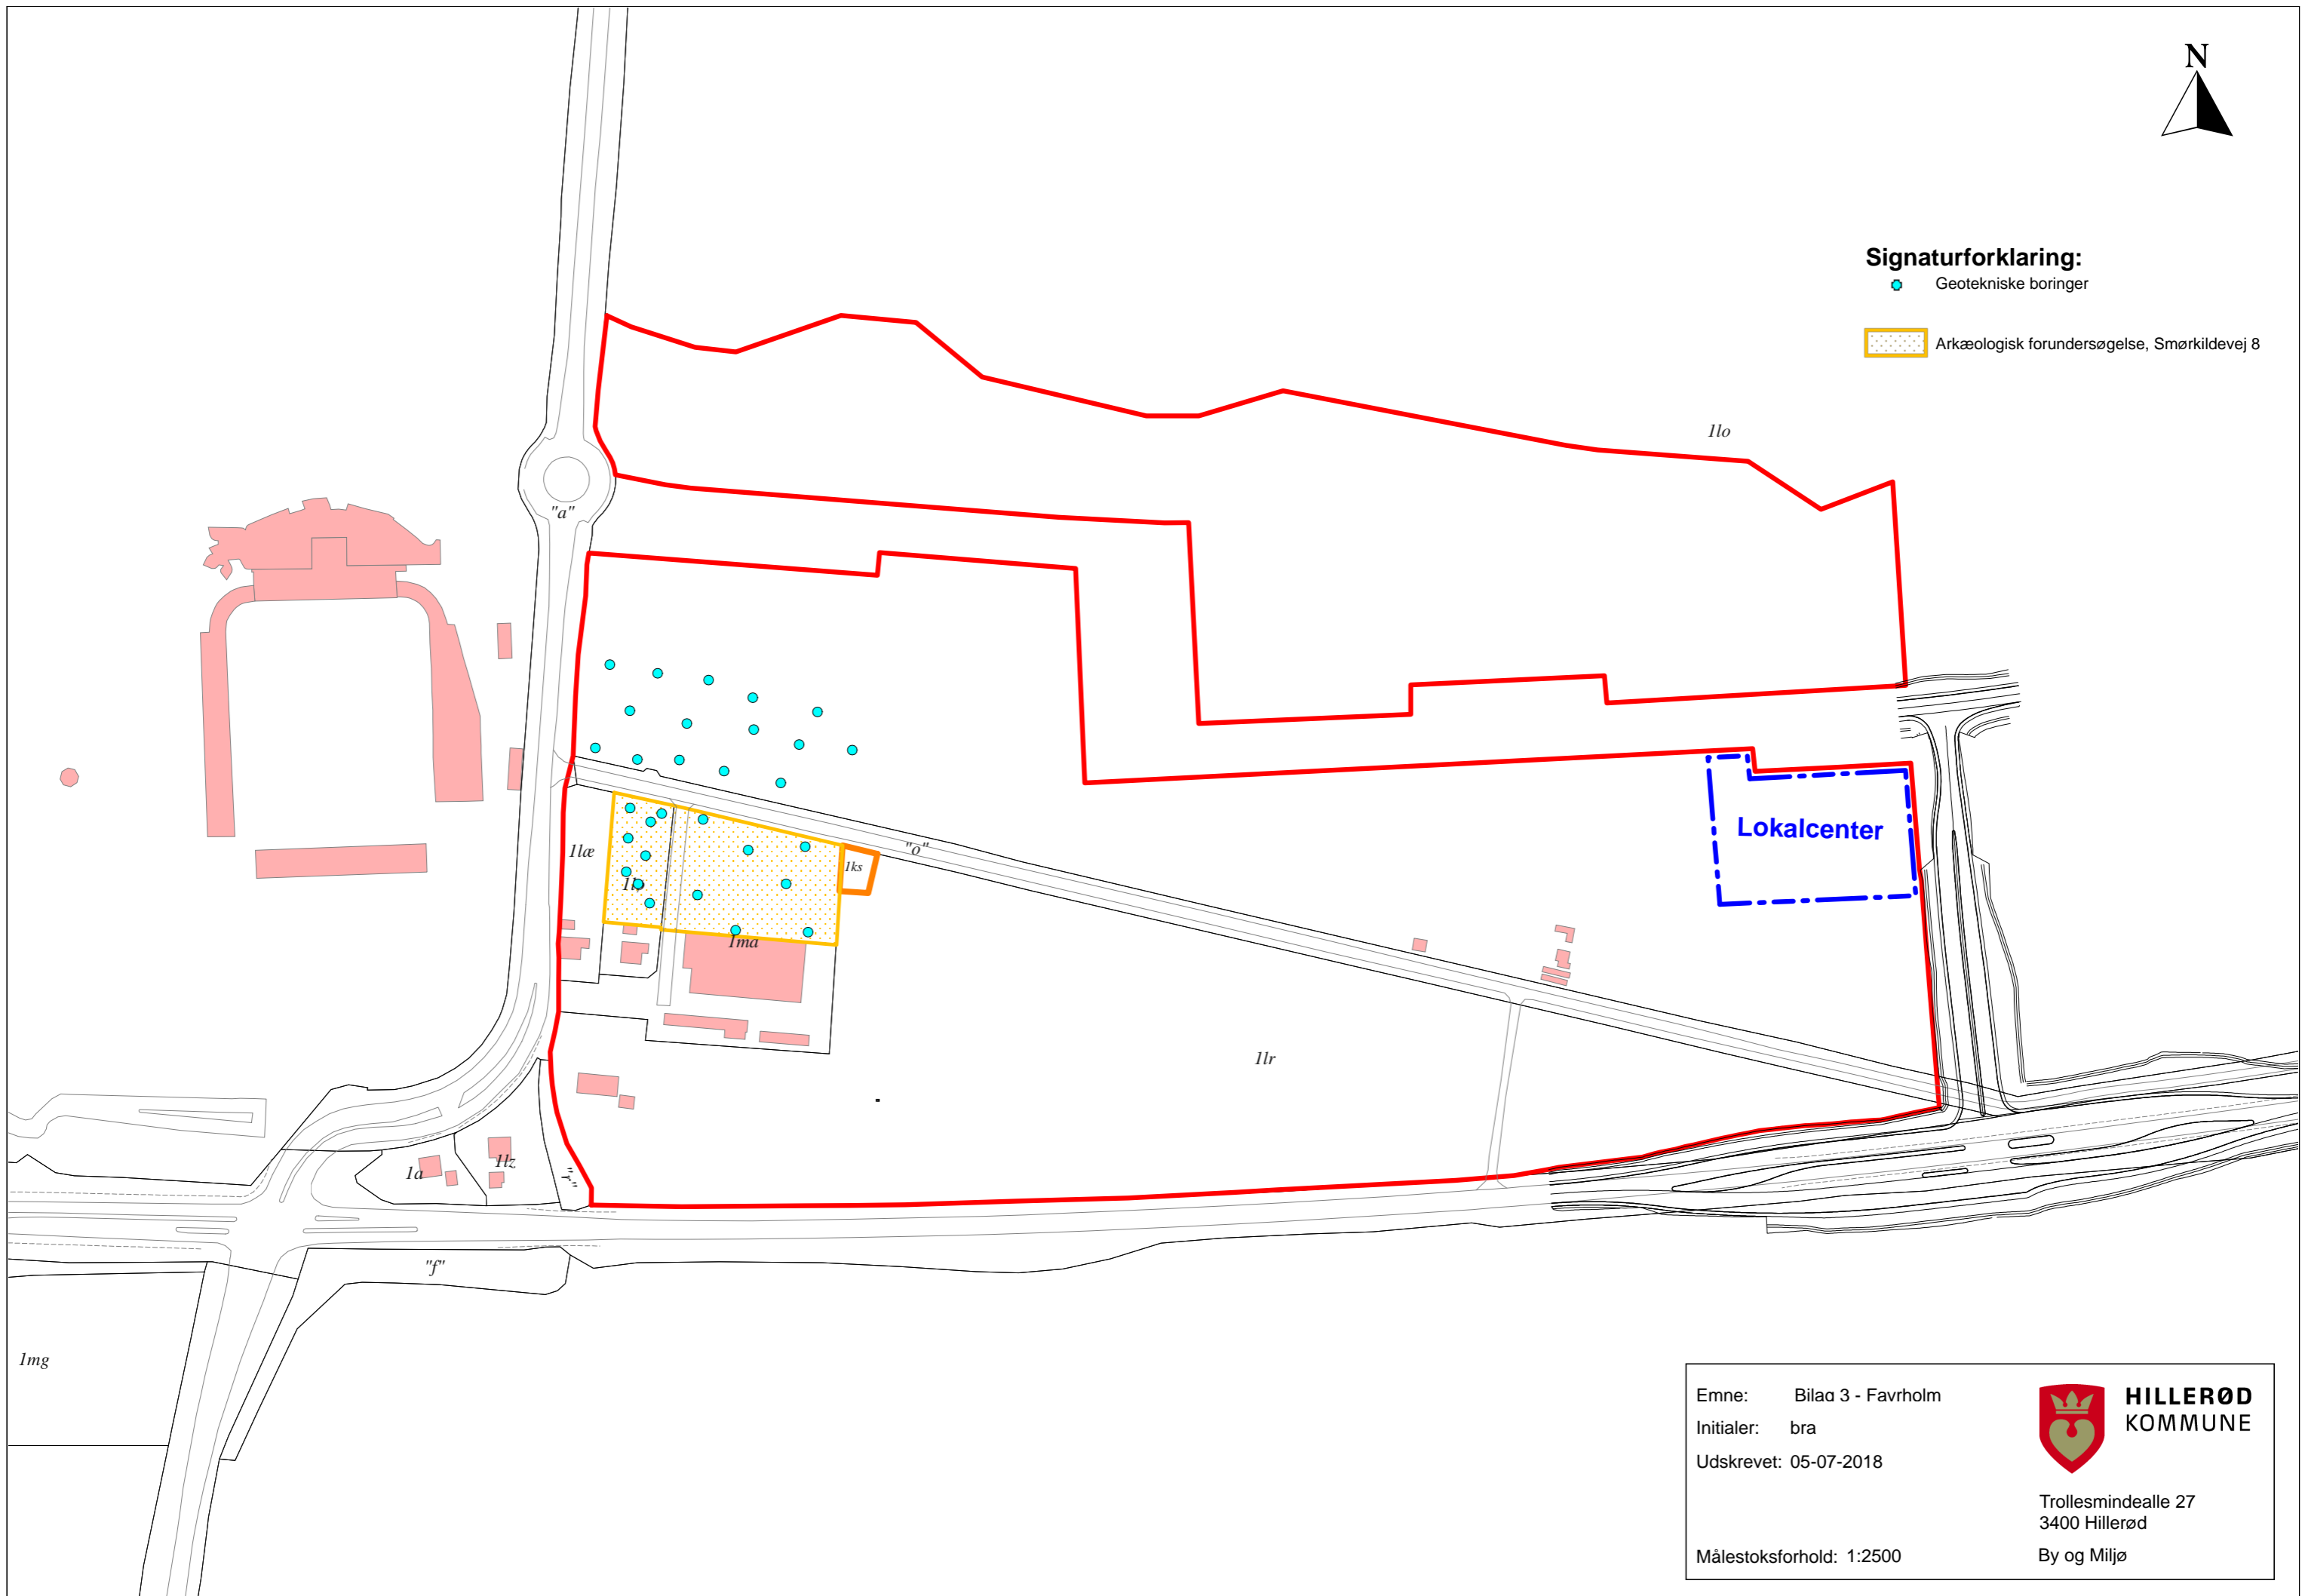 N
Signaturforklaring:
Geotekniske boringer
Arkæologisk forundersøgelse, Smørkildevej 8
1lo
"a"
Lokalcenter
1læ
"o"
1ks
1ma
1lr
1a
1lz
"r"
"f"
1mg
Emne: Bilag 3 - Favrholm
Initialer: bra
Udskrevet: 05-07-2018
Målestoksforhold: 1:2500
HILLERØD
KOMMUNE
Trollesmindealle 27
3400 Hillerød
By og Miljø